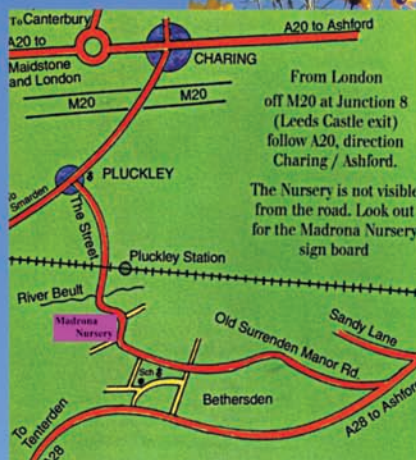 To Canterbury
A20 to Ashford
A20 to
Maidstone
and London
CHARING
M20
M20
From London
off M20 at Junction 8
(Leeds Castle exit)
follow A20, direction
Charing / Ashford.
PLUCKLEY
To
Smarden
The Street
The Nursery is not visible
from the road. Look out
for the Madrona Nursery
sign board
Pluckley Station
River Beult
Madrona
Nursery
Sandy Lane
Old Surrenden Manor Rd.
Sch
Bethersden
A28 to Ashford
To
Tenterden
A28